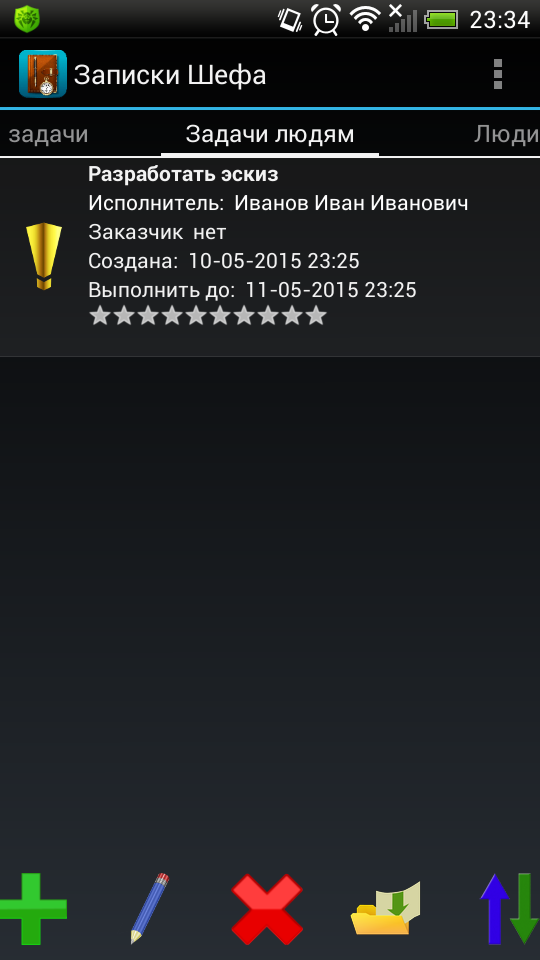 23:34
Записки Шефа
задачи
Задачи людям
Люди
Разработать эскиз
Исполнитель: Иванов Иван Иванович
Заказчик нет
Создана: 10-05-2015 23:25
Выполнить до: 11-05-2015 23:25